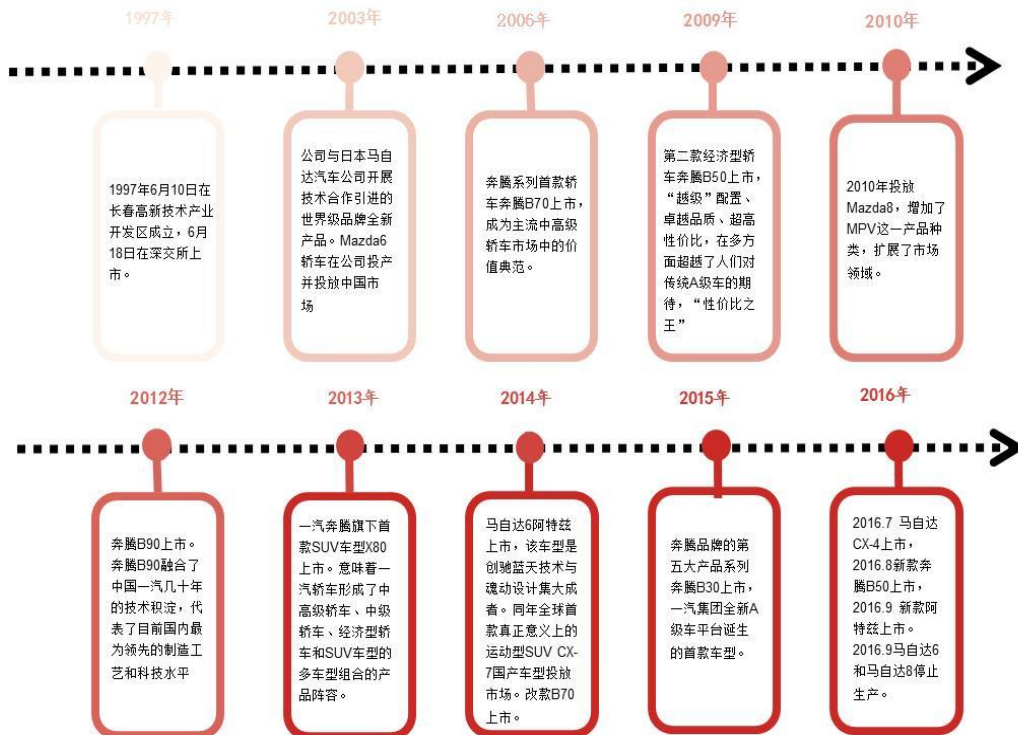 1997年
2003年
2006年
2009年
2010年
1997年6月10日在
长春高新技术产业
开发区成立，6月
18日在深交所上
市。
公司与日本马自
达汽车公司开展
技术合作引进的
世界级品牌全新
产品。Mazda6
轿车在公司投产
并投放中国市
场
奔腾系列首款轿
车奔腾B70上市，
成为主流中高级
轿车市场中的价
值典范。
第二款经济型轿
车奔腾B50上市，
“越级”配置、
卓越品质、超高
性价比，在多方
面超越了人们对
传统A级车的期
待，“性价比之
王”
2010年投放
Mazda8，增加了
MPV这一产品种
类，扩展了市场
领域。
2012年
2013年
2014年
2015年
2016年
奔腾B90上市。
奔腾B90融合了
中国一汽几十年
的技术积淀，代
表了目前国内最
为领先的制造工
艺和科技水平
一汽奔腾旗下首
款SUV车型X80
上市。意味着一
汽轿车形成了中
高级轿车、中级
轿车、经济型轿
车和SUV车型的
多车型组合的产
品阵容。
马自达6阿特兹
上市，该车型是
创驰蓝天技术与
魂动设计集大成
者。同年全球首
款真正意义上的
运动型SUV CX-
7国产车型投放
市场。改款B70
上市。
奔腾品牌的第
五大产品系列
奔腾B30上市，
一汽集团全新A
级车平台诞生
的首款车型。
2016.7 马自达
CX-4上市，
2016.8新款奔
腾B50上市，
2016.9 新款阿
特兹上市。
2016.9马自达6
和马自达8停止
生产。